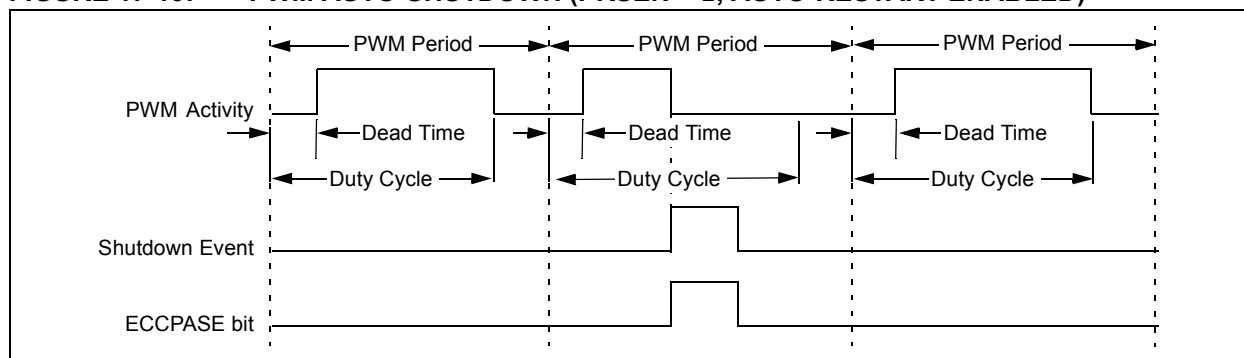 PWM Period PWM Period PWM Period
PWM Activity
Dead Time Dead Time Dead Time
Duty Cycle Duty Cycle Duty Cycle
Shutdown Event
ECCPASE bit